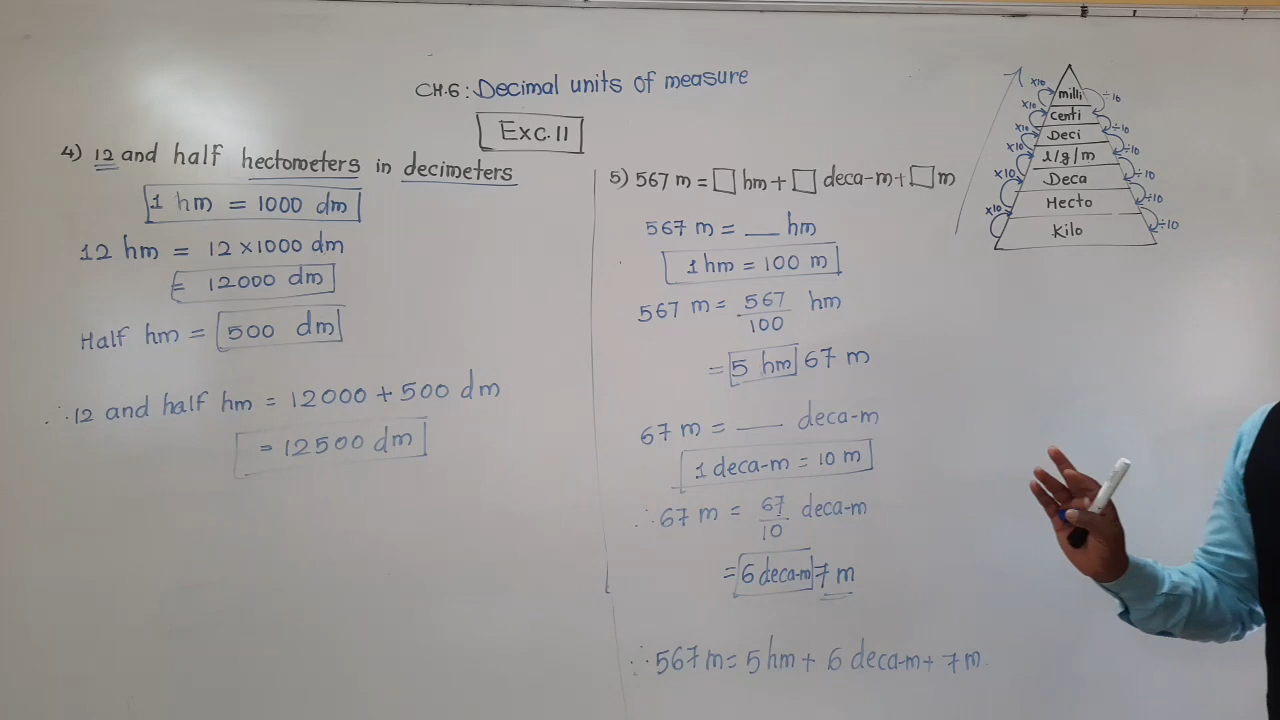 CH.6: Decimal units of measure
Exc.11
4) 12 and half hectometers in decimeters
1 hm = 1000 dm
12 hm = 12 x 1000 dm
= 12000 dm
Half hm = 500 dm
∴ 12 and half hm = 12000 + 500 dm
= 12500 dm
5) 567 m = □ hm + □ deca-m + □ m
567 m = __ hm
1 hm = 100 m
567 m = 567/100 hm
= 5 hm 67 m
67 m = __ deca-m
1 deca-m = 10 m
∴ 67 m = 67/10 deca-m
= 6 deca-m 7 m
∴ 567 m = 5 hm + 6 deca-m + 7 m
x10 milli ÷10
x10 centi ÷10
x10 Deci ÷10
x10 l/g/m ÷10
x10 Deca ÷10
x10 Hecto ÷10
Kilo